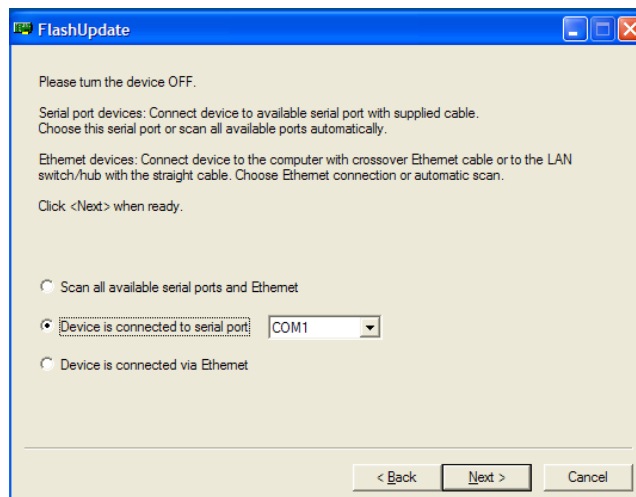 FlashUpdate
Please turn the device OFF.
Serial port devices: Connect device to available serial port with supplied cable.
Choose this serial port or scan all available ports automatically.
Ethernet devices: Connect device to the computer with crossover Ethernet cable or to the LAN
switch/hub with the straight cable. Choose Ethernet connection or automatic scan.
Click <Next> when ready.
Scan all available serial ports and Ethernet
Device is connected to serial port COM1
Device is connected via Ethernet
< Back Next > Cancel